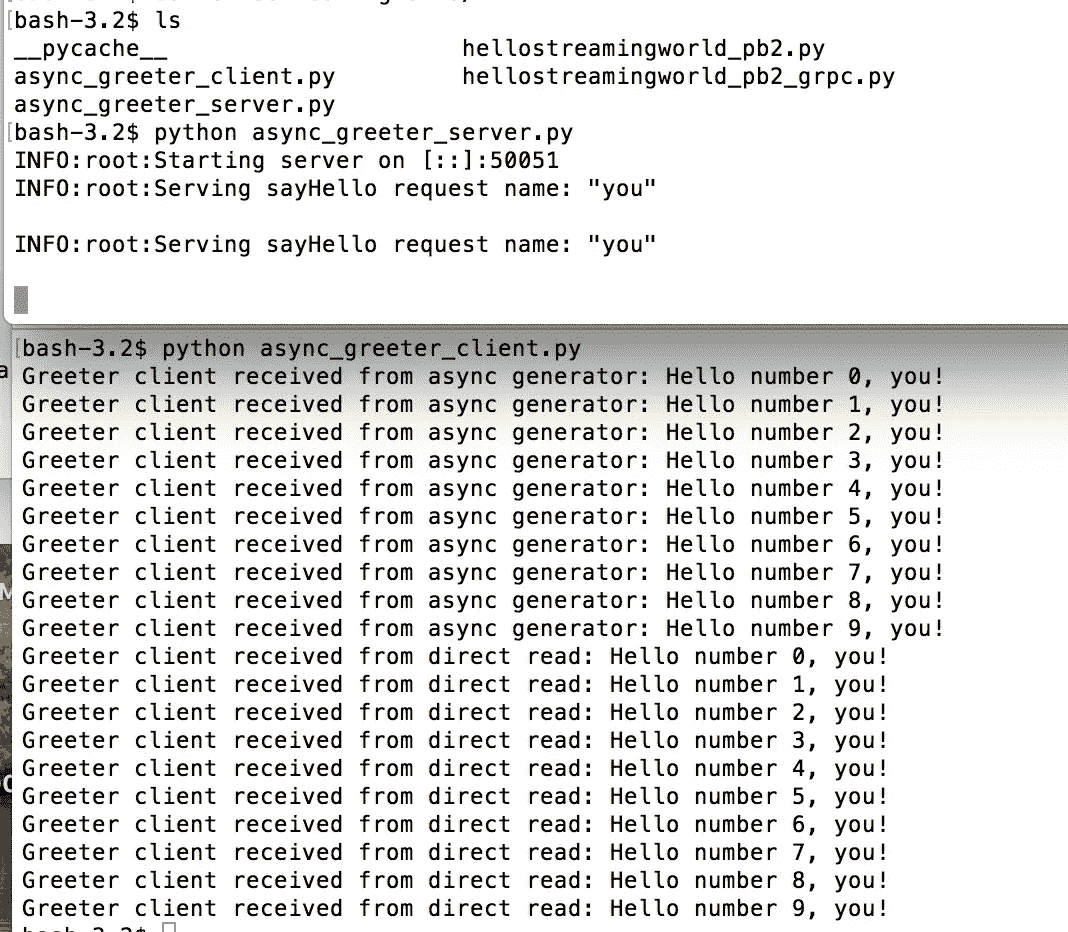 [bash-3.2$ ls
__pycache__ hellostreamingworld_pb2.py
async_greeter_client.py hellostreamingworld_pb2_grpc.py
async_greeter_server.py
[bash-3.2$ python async_greeter_server.py
INFO:root:Starting server on [::]:50051
INFO:root:Serving sayHello request name: "you"
INFO:root:Serving sayHello request name: "you"
[bash-3.2$ python async_greeter_client.py
Greeter client received from async generator: Hello number 0, you!
Greeter client received from async generator: Hello number 1, you!
Greeter client received from async generator: Hello number 2, you!
Greeter client received from async generator: Hello number 3, you!
Greeter client received from async generator: Hello number 4, you!
Greeter client received from async generator: Hello number 5, you!
Greeter client received from async generator: Hello number 6, you!
Greeter client received from async generator: Hello number 7, you!
Greeter client received from async generator: Hello number 8, you!
Greeter client received from async generator: Hello number 9, you!
Greeter client received from direct read: Hello number 0, you!
Greeter client received from direct read: Hello number 1, you!
Greeter client received from direct read: Hello number 2, you!
Greeter client received from direct read: Hello number 3, you!
Greeter client received from direct read: Hello number 4, you!
Greeter client received from direct read: Hello number 5, you!
Greeter client received from direct read: Hello number 6, you!
Greeter client received from direct read: Hello number 7, you!
Greeter client received from direct read: Hello number 8, you!
Greeter client received from direct read: Hello number 9, you!
bash-3.2$